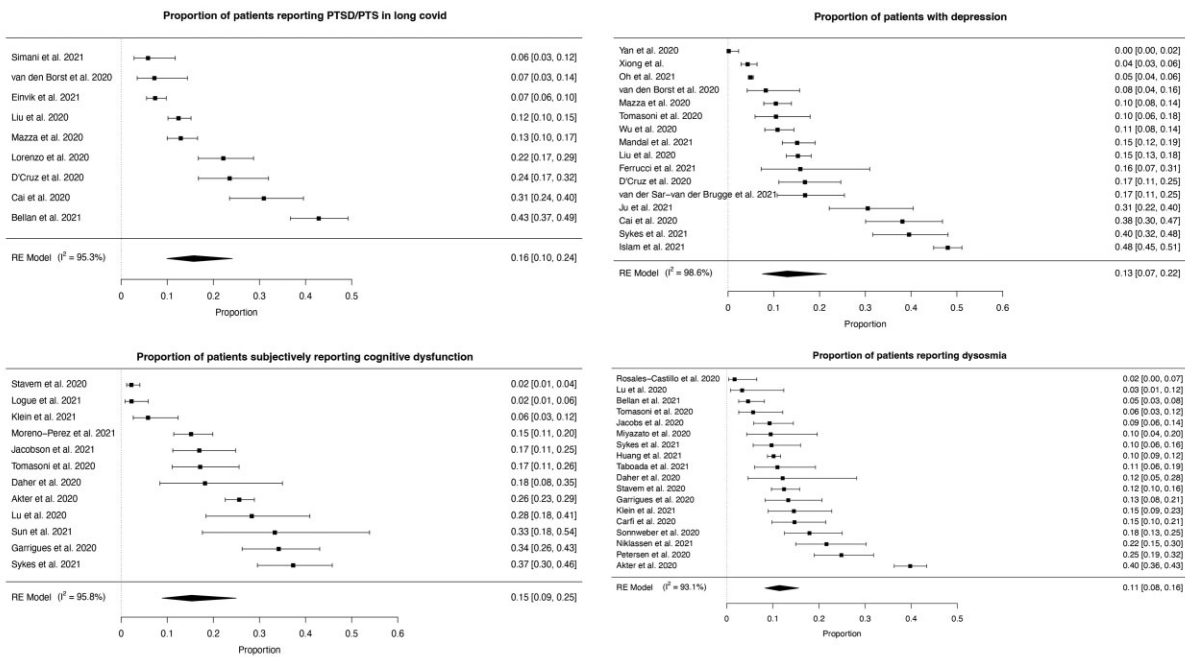 Proportion of patients reporting PTSD/PTS in long covid
Simani et al. 2021 0.06 [0.03, 0.12]
van den Borst et al. 2020 0.07 [0.03, 0.14]
Einvik et al. 2021 0.07 [0.06, 0.10]
Liu et al. 2020 0.12 [0.10, 0.15]
Mazza et al. 2020 0.13 [0.10, 0.17]
Lorenzo et al. 2020 0.22 [0.17, 0.29]
D'Cruz et al. 2020 0.24 [0.17, 0.32]
Cai et al. 2020 0.31 [0.24, 0.40]
Bellan et al. 2021 0.43 [0.37, 0.49]
RE Model (I² = 95.3%) 0.16 [0.10, 0.24]
0 0.1 0.2 0.3 0.4 0.5
Proportion
Proportion of patients with depression
Yan et al. 2020 0.00 [0.00, 0.02]
Xiong et al. 0.04 [0.03, 0.06]
Oh et al. 2021 0.05 [0.04, 0.06]
van den Borst et al. 2020 0.08 [0.04, 0.16]
Mazza et al. 2020 0.10 [0.08, 0.14]
Tomasoni et al. 2020 0.10 [0.06, 0.18]
Wu et al. 2020 0.11 [0.08, 0.14]
Mandal et al. 2021 0.15 [0.12, 0.19]
Liu et al. 2020 0.15 [0.13, 0.18]
Ferrucci et al. 2021 0.16 [0.07, 0.31]
D'Cruz et al. 2020 0.17 [0.11, 0.25]
van der Sar−van der Brugge et al. 2021 0.17 [0.11, 0.25]
Ju et al. 2021 0.31 [0.22, 0.40]
Cai et al. 2020 0.38 [0.30, 0.47]
Sykes et al. 2021 0.40 [0.32, 0.48]
Islam et al. 2021 0.48 [0.45, 0.51]
RE Model (I² = 98.6%) 0.13 [0.07, 0.22]
0 0.1 0.2 0.3 0.4 0.5 0.6
Proportion
Proportion of patients subjectively reporting cognitive dysfunction
Stavem et al. 2020 0.02 [0.01, 0.04]
Logue et al. 2021 0.02 [0.01, 0.06]
Klein et al. 2021 0.06 [0.03, 0.12]
Moreno−Perez et al. 2021 0.15 [0.11, 0.20]
Jacobson et al. 2021 0.17 [0.11, 0.25]
Tomasoni et al. 2020 0.17 [0.11, 0.26]
Daher et al. 2020 0.18 [0.08, 0.35]
Akter et al. 2020 0.26 [0.23, 0.29]
Lu et al. 2020 0.28 [0.18, 0.41]
Sun et al. 2021 0.33 [0.18, 0.54]
Garrigues et al. 2020 0.34 [0.26, 0.43]
Sykes et al. 2021 0.37 [0.30, 0.46]
RE Model (I² = 95.8%) 0.15 [0.09, 0.25]
0 0.1 0.2 0.3 0.4 0.5 0.6
Proportion
Proportion of patients reporting dysosmia
Rosales−Castillo et al. 2020 0.02 [0.00, 0.07]
Lu et al. 2020 0.03 [0.01, 0.12]
Bellan et al. 2021 0.05 [0.03, 0.08]
Tomasoni et al. 2020 0.06 [0.03, 0.12]
Jacobs et al. 2020 0.09 [0.06, 0.14]
Miyazato et al. 2020 0.10 [0.04, 0.20]
Sykes et al. 2021 0.10 [0.06, 0.16]
Huang et al. 2021 0.10 [0.09, 0.12]
Taboada et al. 2021 0.11 [0.06, 0.19]
Daher et al. 2020 0.12 [0.05, 0.28]
Stavem et al. 2020 0.12 [0.10, 0.16]
Garrigues et al. 2020 0.13 [0.08, 0.21]
Klein et al. 2021 0.15 [0.09, 0.23]
Carfi et al. 2020 0.15 [0.10, 0.21]
Sonnweber et al. 2020 0.18 [0.13, 0.25]
Niklassen et al. 2021 0.22 [0.15, 0.30]
Petersen et al. 2020 0.25 [0.19, 0.32]
Akter et al. 2020 0.40 [0.36, 0.43]
RE Model (I² = 93.1%) 0.11 [0.08, 0.16]
0 0.1 0.2 0.3 0.4 0.5
Proportion